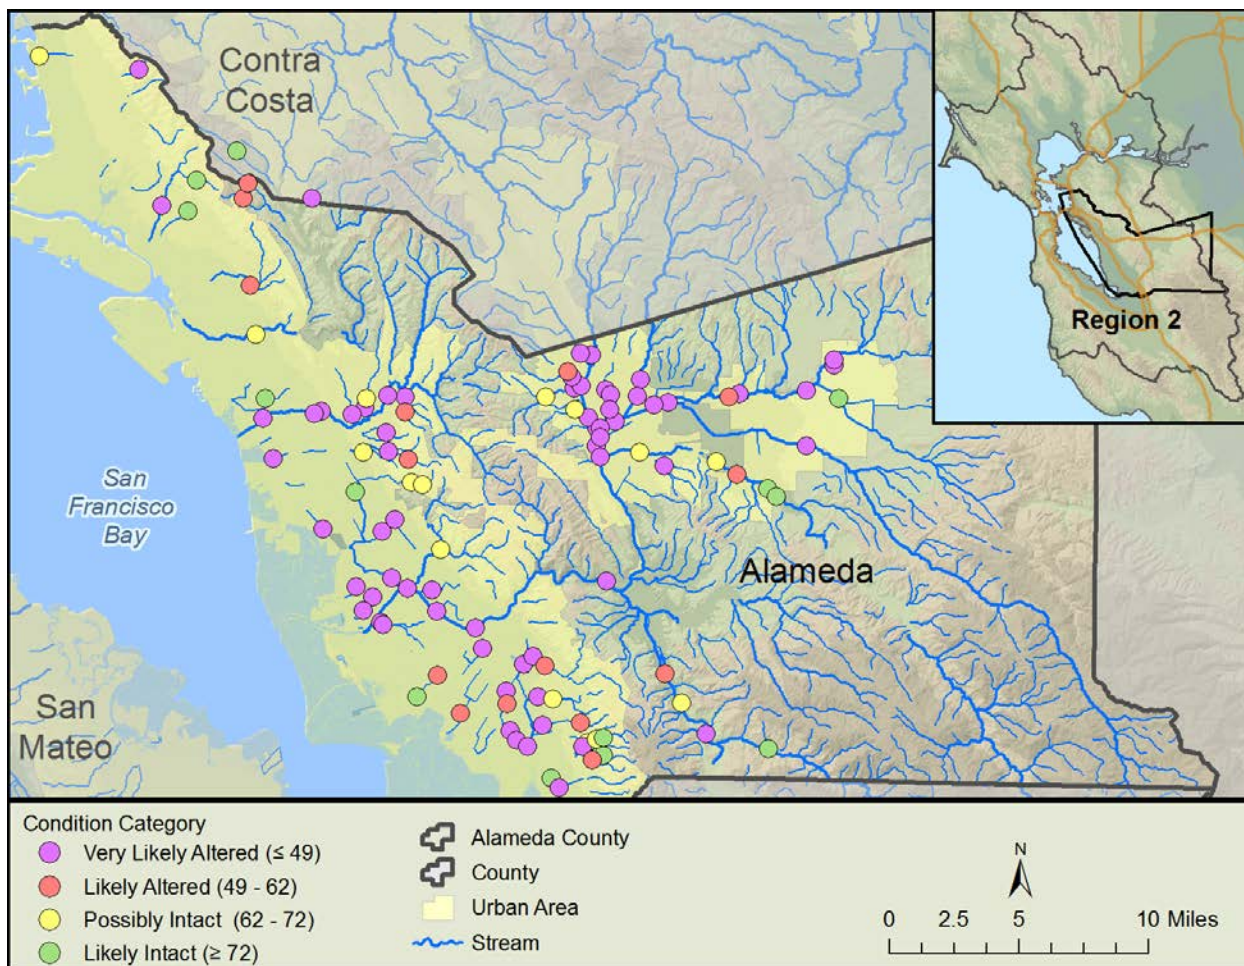 Contra
Costa
San
Francisco
Bay
Alameda
San
Mateo
Region 2
Condition Category
Very Likely Altered (≤ 49)
Likely Altered (49 - 62)
Possibly Intact (62 - 72)
Likely Intact (≥ 72)
Alameda County
County
Urban Area
Stream
N
0 2.5 5 10 Miles